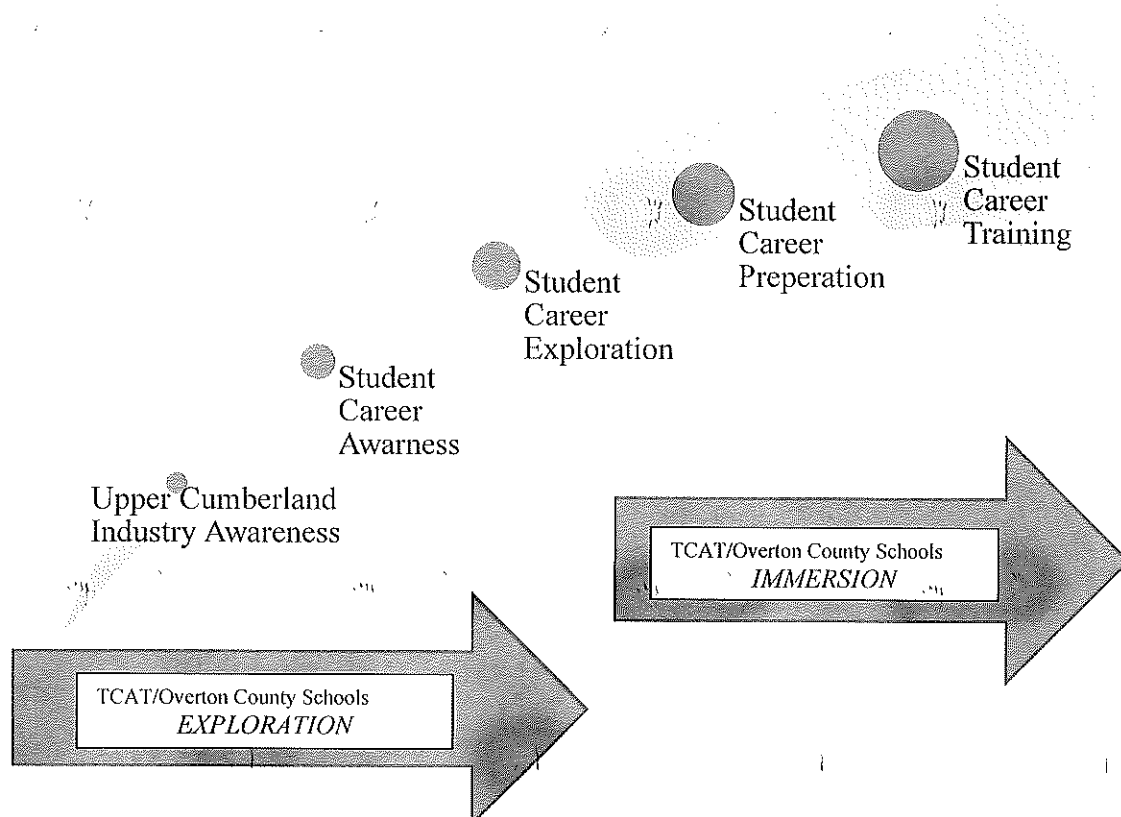 Student
Career
Training
Student
Career
Preperation
Student
Career
Exploration
Student
Career
Awarness
Upper Cumberland
Industry Awareness
TCAT/Overton County Schools
IMMERSION
TCAT/Overton County Schools
EXPLORATION